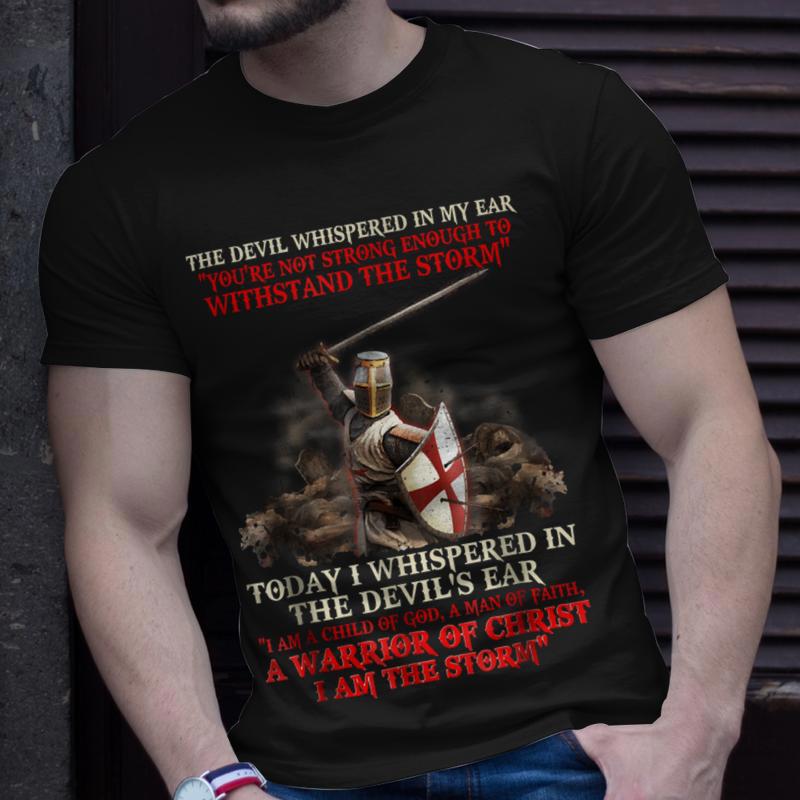 THE DEVIL WHISPERED IN MY EAR
"YOU'RE NOT STRONG ENOUGH TO
WITHSTAND THE STORM"
TODAY I WHISPERED IN
THE DEVIL'S EAR
"I AM A CHILD OF GOD, A MAN OF FAITH,
A WARRIOR OF CHRIST
I AM THE STORM"